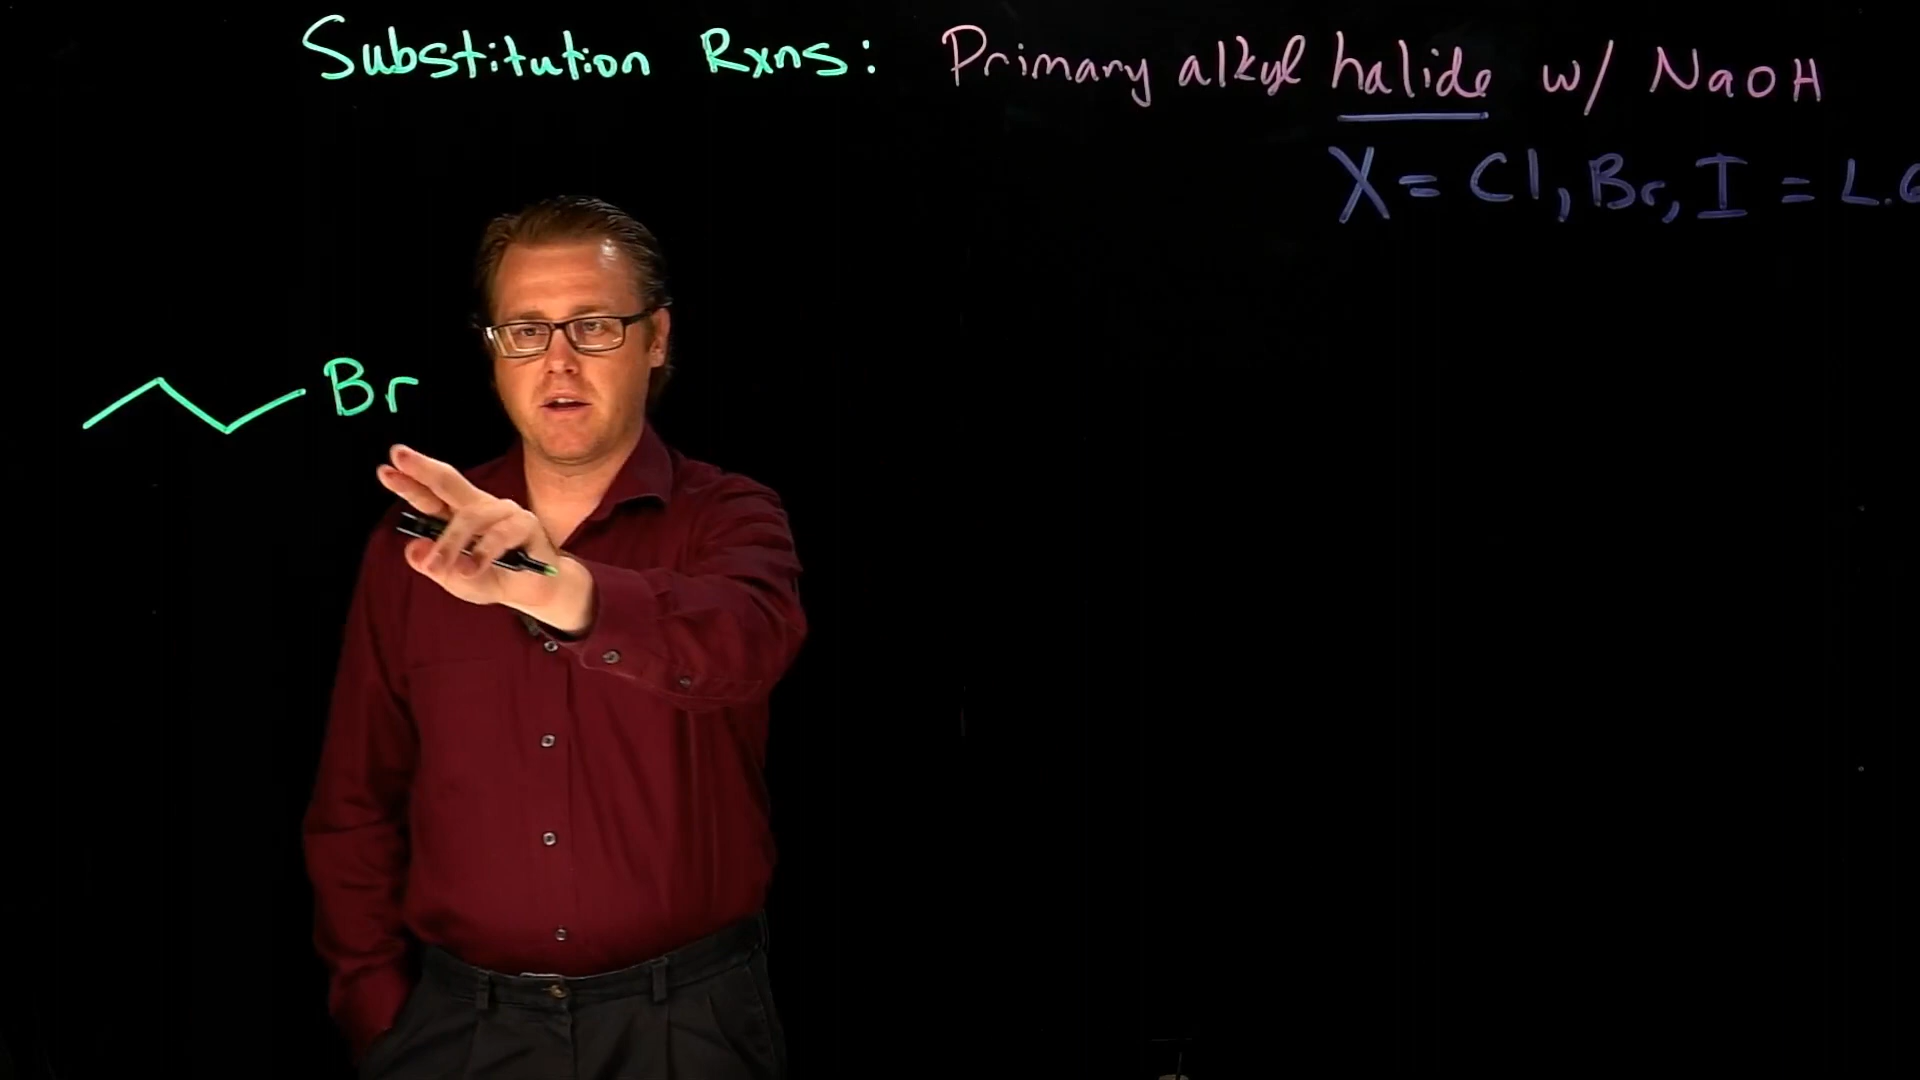 Substitution Rxns: Primary alkyl halide w/ NaOH
X = Cl, Br, I = L.G
Br